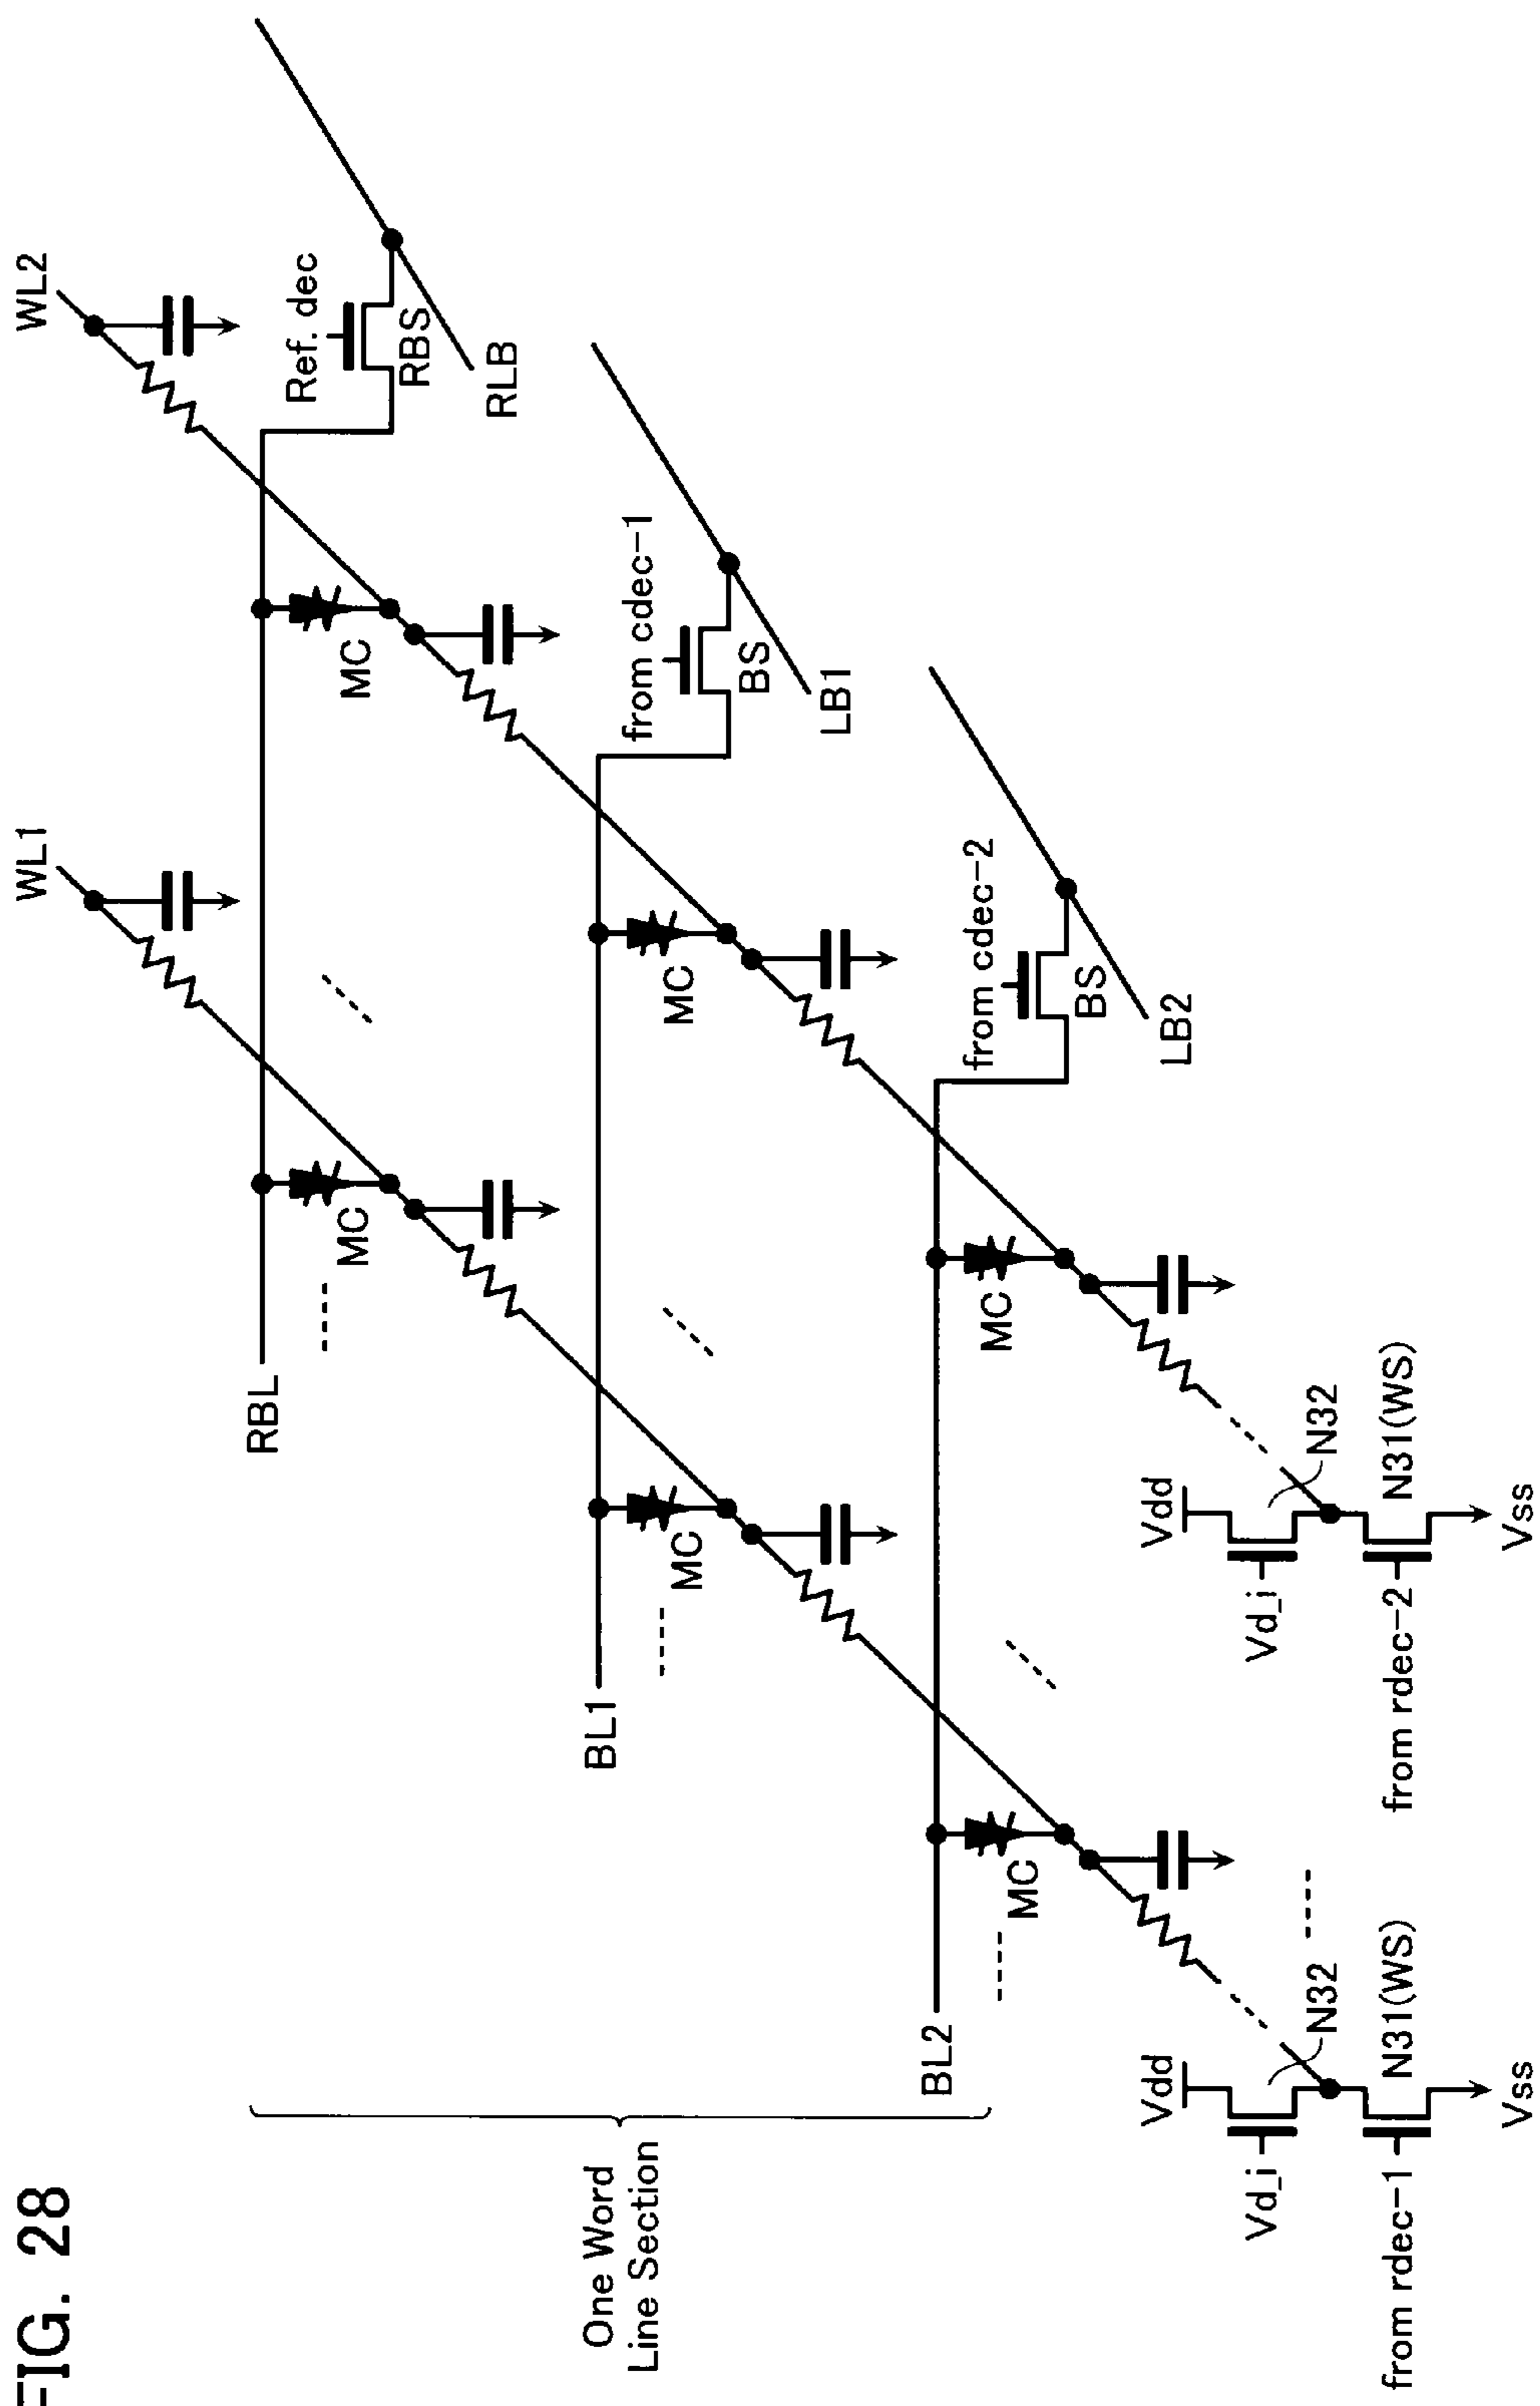 FIG. 28
WL1
WL2
Ref. dec
RBS
RLB
RBL
MC
MC
from cdec-1
BS
LB1
BL1
MC
MC
from cdec-2
BS
LB2
BL2
MC
MC
One Word
Line Section
Vdd
Vdd
Vd_i
N32
Vd_i
N32
from rdec-1
N31(WS)
from rdec-2
N31(WS)
Vss
Vss